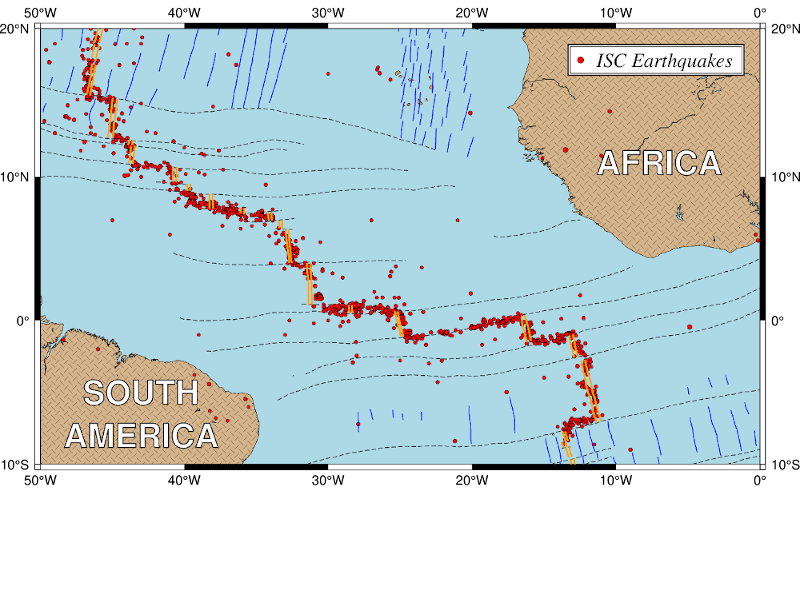 50°W 40°W 30°W 20°W 10°W 0°
20°N 20°N
ISC Earthquakes
AFRICA
10°N 10°N
0° 0°
SOUTH
AMERICA
10°S 10°S
50°W 40°W 30°W 20°W 10°W 0°